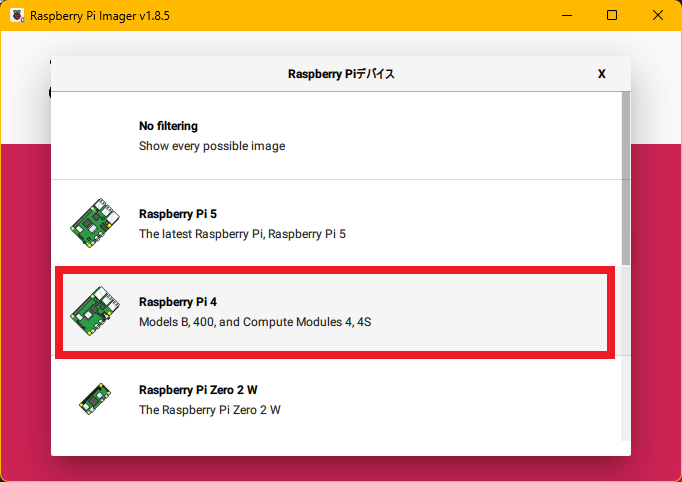 Raspberry Pi Imager v1.8.5
Raspberry Piデバイス
X
No filtering
Show every possible image
Raspberry Pi 5
The latest Raspberry Pi, Raspberry Pi 5
Raspberry Pi 4
Models B, 400, and Compute Modules 4, 4S
Raspberry Pi Zero 2 W
The Raspberry Pi Zero 2 W